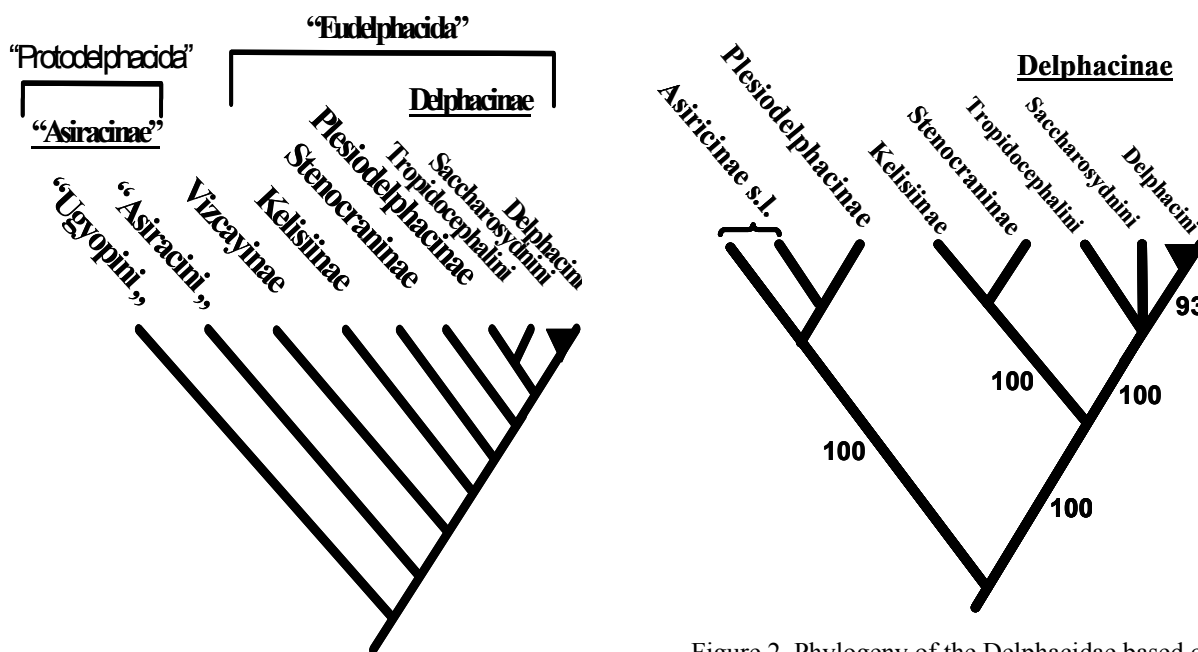 “Eudelphacida”
“Protodelphacida”
Delphacinae
“Asiracinae”
“Ugyopini„
“Asiracini„
Vizcayinae
Kelisiinae
Stenocraninae
Plesiodelphacinae
Tropidocephalini
Saccharosydnini
Delphacin
Delphacinae
Asiricinae s.l.
Plesiodelphacinae
Kelisiinae
Stenocraninae
Tropidocephalini
Saccharosydnini
Delphacini
93
100
100
100
100
Figure 2. Phylogeny of the Delphacidae based o